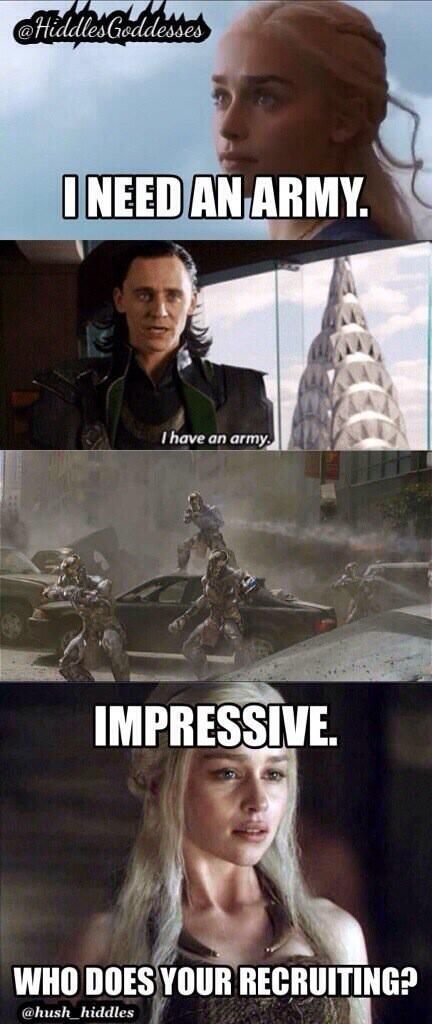 @HiddlesGoddesses
I NEED AN ARMY.
I have an army.
IMPRESSIVE.
WHO DOES YOUR RECRUITING?
@hush_hiddles